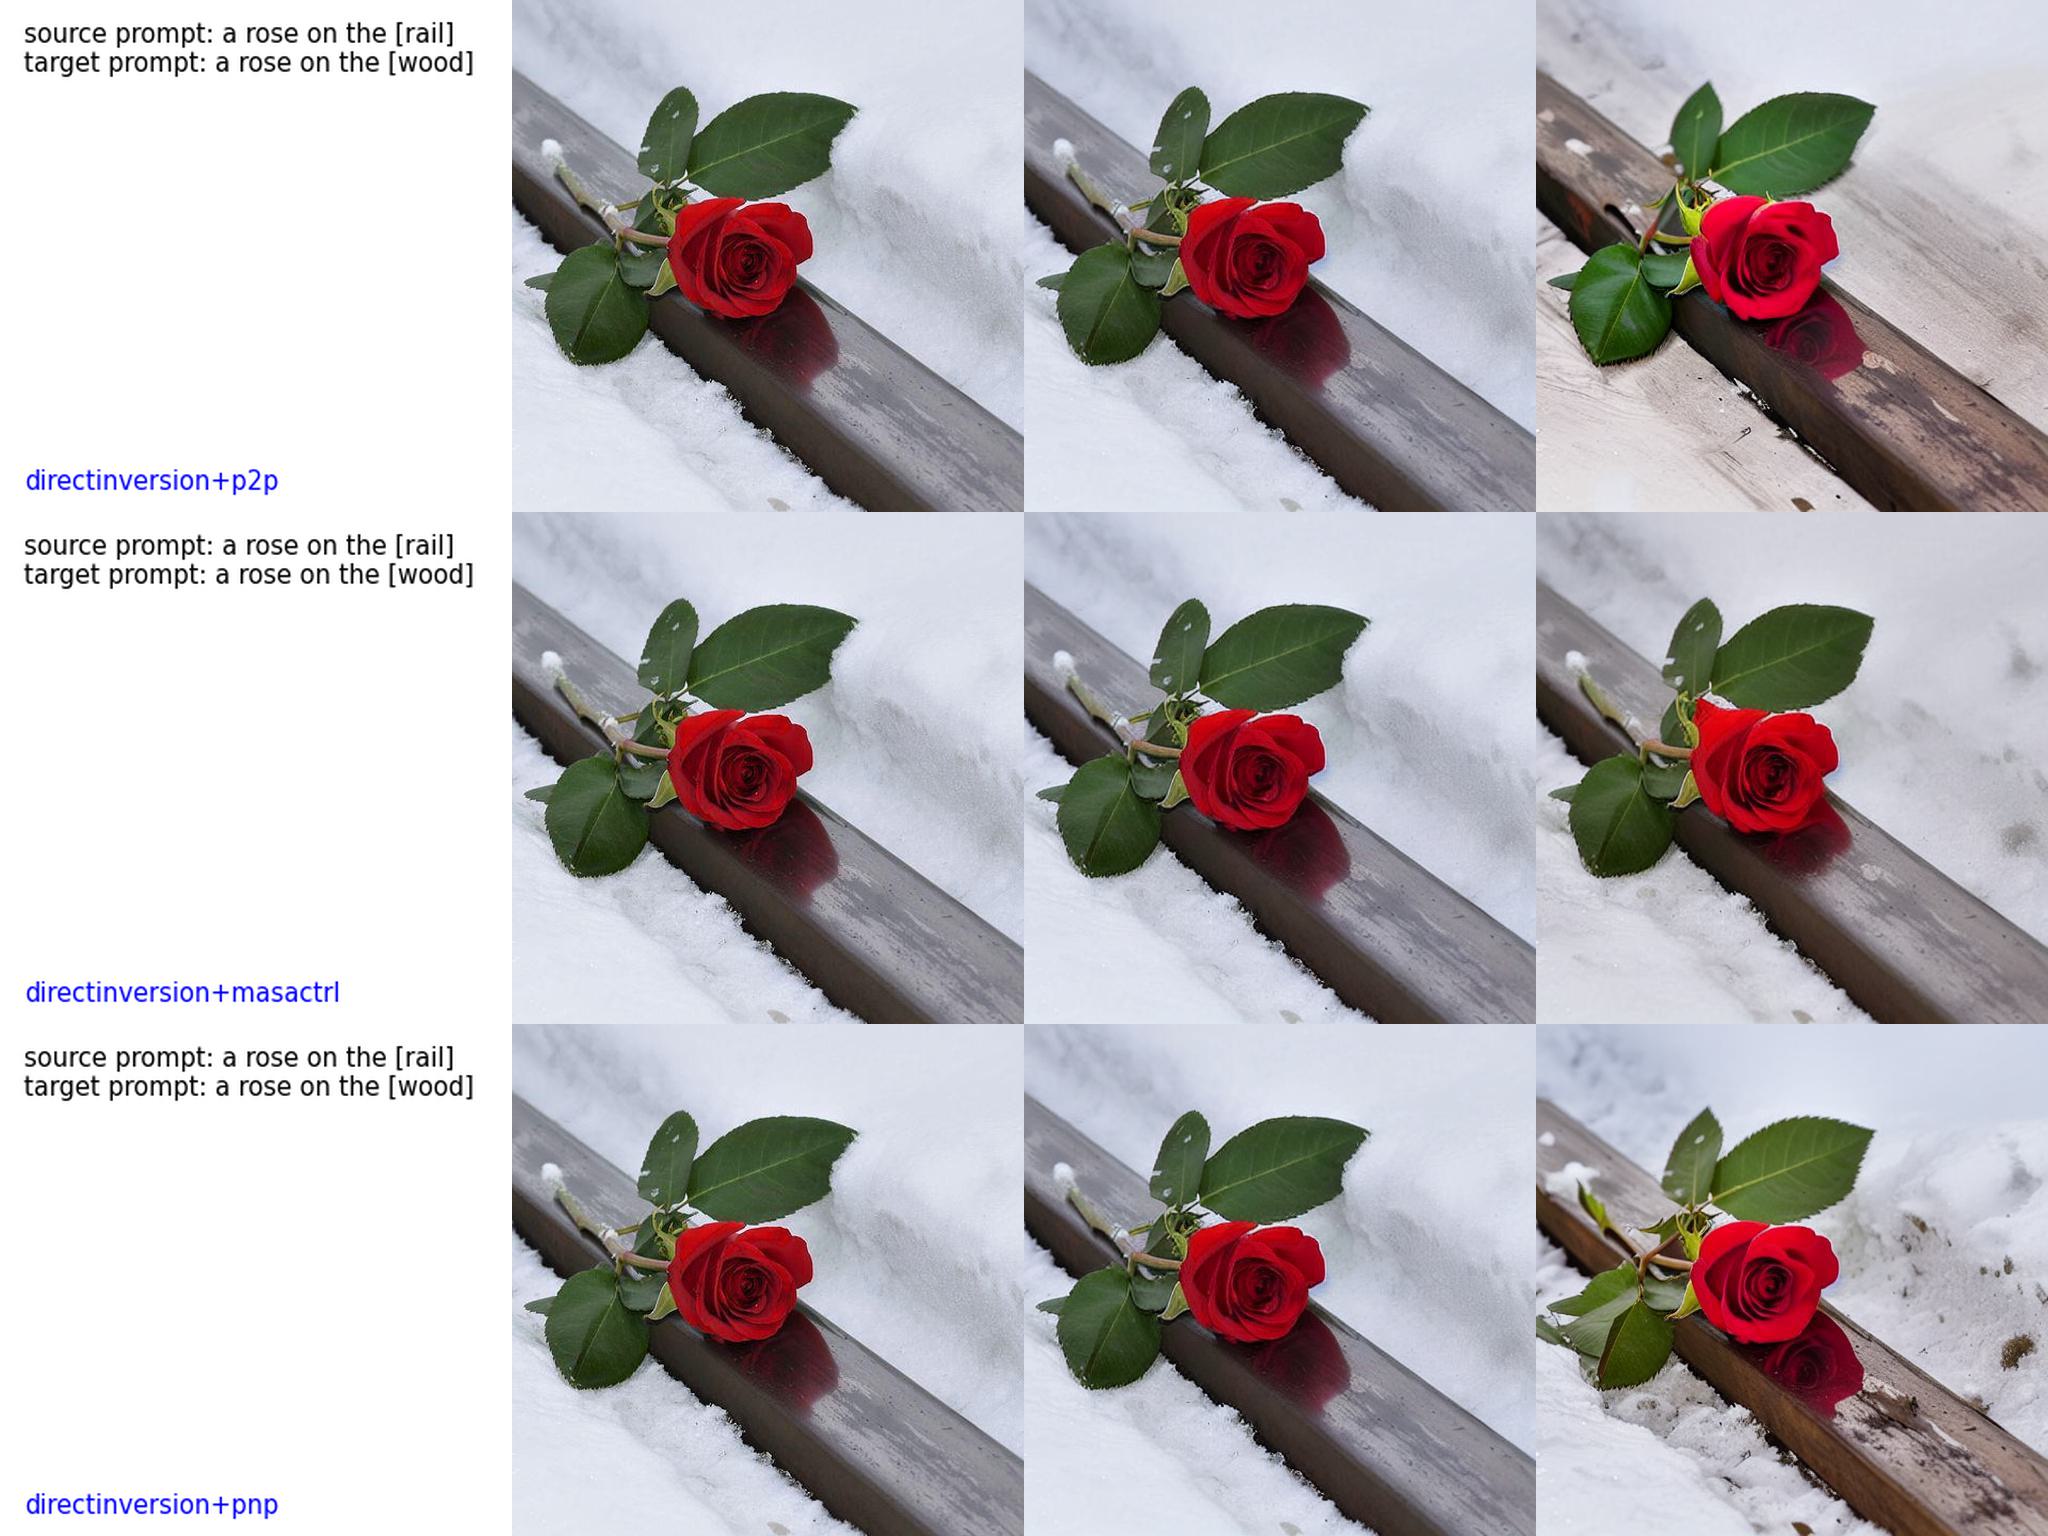 source prompt: a rose on the [rail]
target prompt: a rose on the [wood]
directinversion+p2p
source prompt: a rose on the [rail]
target prompt: a rose on the [wood]
directinversion+masactrl
source prompt: a rose on the [rail]
target prompt: a rose on the [wood]
directinversion+pnp